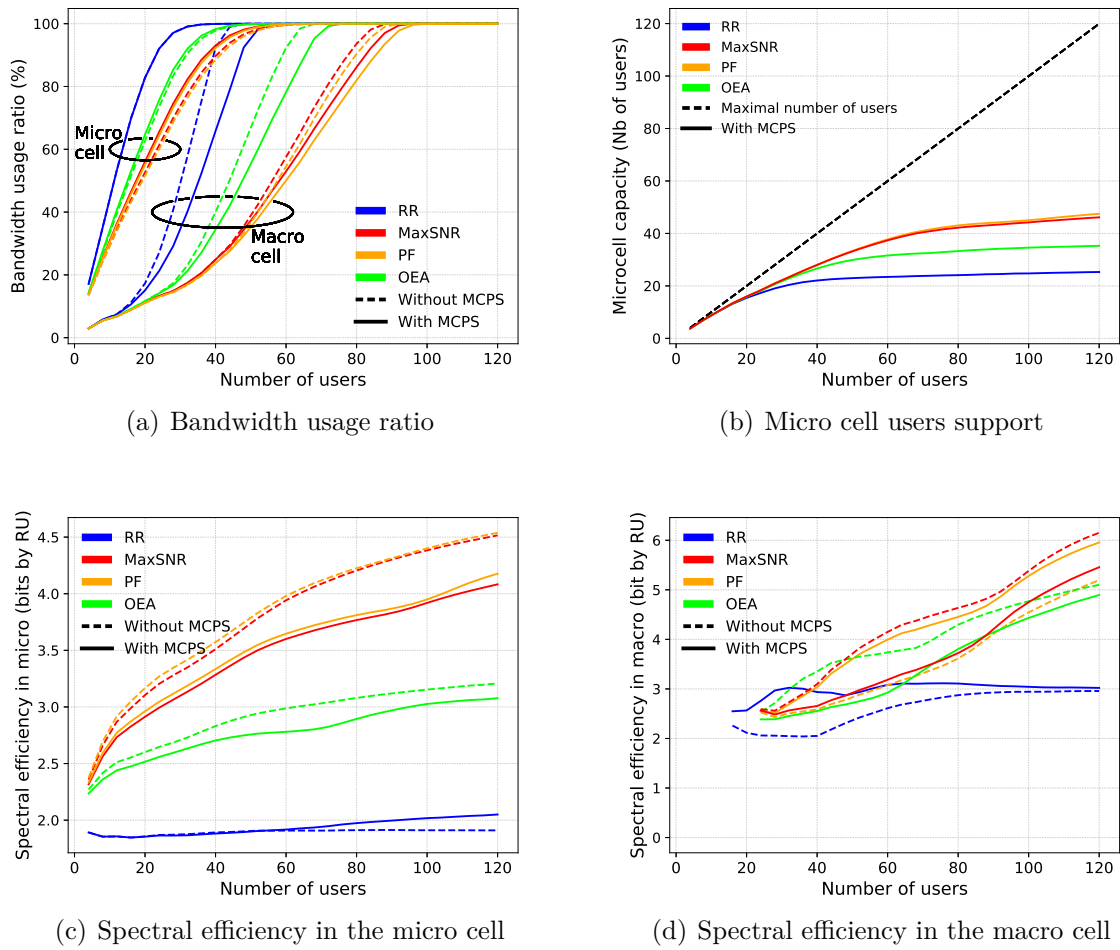 Bandwidth usage ratio (%)
100
80
60
40
20
0
Micro
cell
Macro
cell
RR
MaxSNR
PF
OEA
Without MCPS
With MCPS
0 20 40 60 80 100 120
Number of users
(a) Bandwidth usage ratio
Microcell capacity (Nb of users)
120
100
80
60
40
20
0
RR
MaxSNR
PF
OEA
Maximal number of users
With MCPS
0 20 40 60 80 100 120
Number of users
(b) Micro cell users support
Spectral efficiency in micro (bits by RU)
4.5
4.0
3.5
3.0
2.5
2.0
RR
MaxSNR
PF
OEA
Without MCPS
With MCPS
0 20 40 60 80 100 120
Number of users
(c) Spectral efficiency in the micro cell
Spectral efficiency in macro (bit by RU)
6
5
4
3
2
1
0
RR
MaxSNR
PF
OEA
Without MCPS
With MCPS
0 20 40 60 80 100 120
Number of users
(d) Spectral efficiency in the macro cell